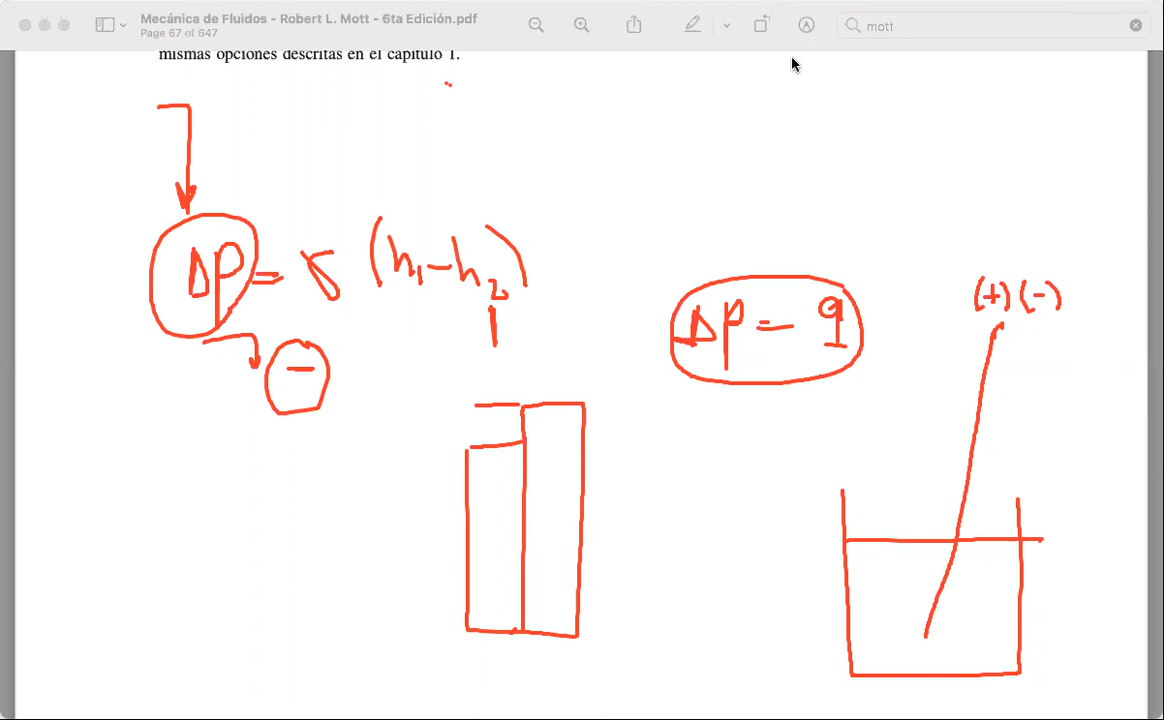 Mecánica de Fluidos - Robert L. Mott - 6ta Edición.pdf
Page 67 of 647
mott
mismas opciones descritas en el capítulo 1.
ΔP = γ (h₁ - h₂)
ΔP = 9
(+) (-)
-